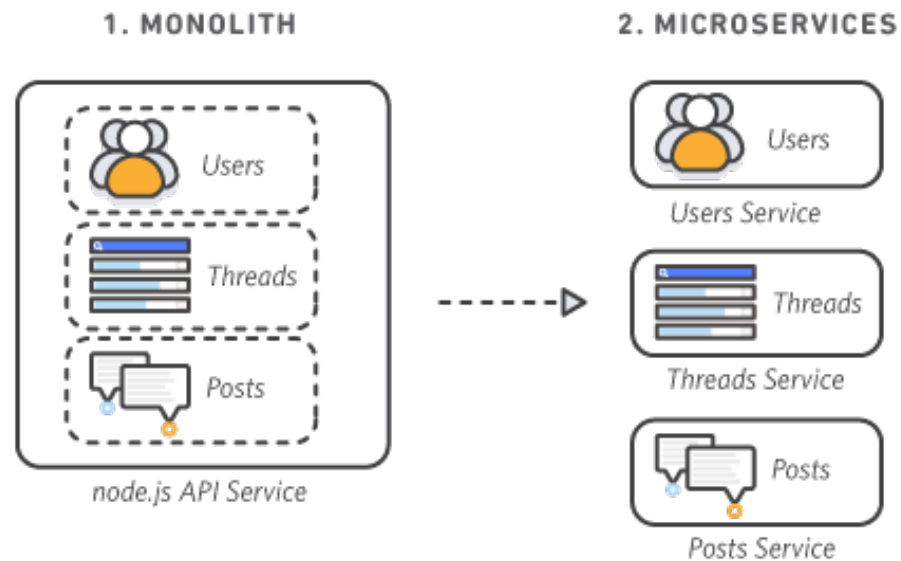 1. MONOLITH
Users
Threads
Posts
node.js API Service
2. MICROSERVICES
Users
Users Service
Threads
Threads Service
Posts
Posts Service